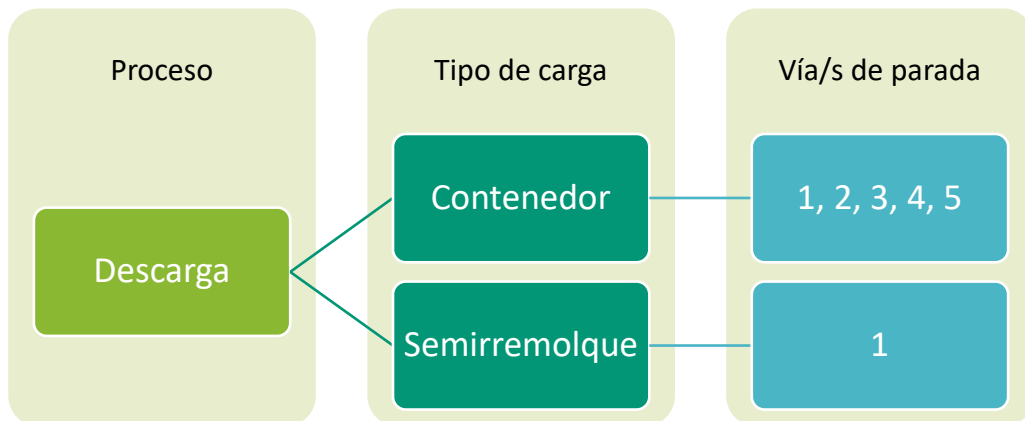 Proceso
Tipo de carga
Vía/s de parada
Descarga
Contenedor
1, 2, 3, 4, 5
Semirremolque
1